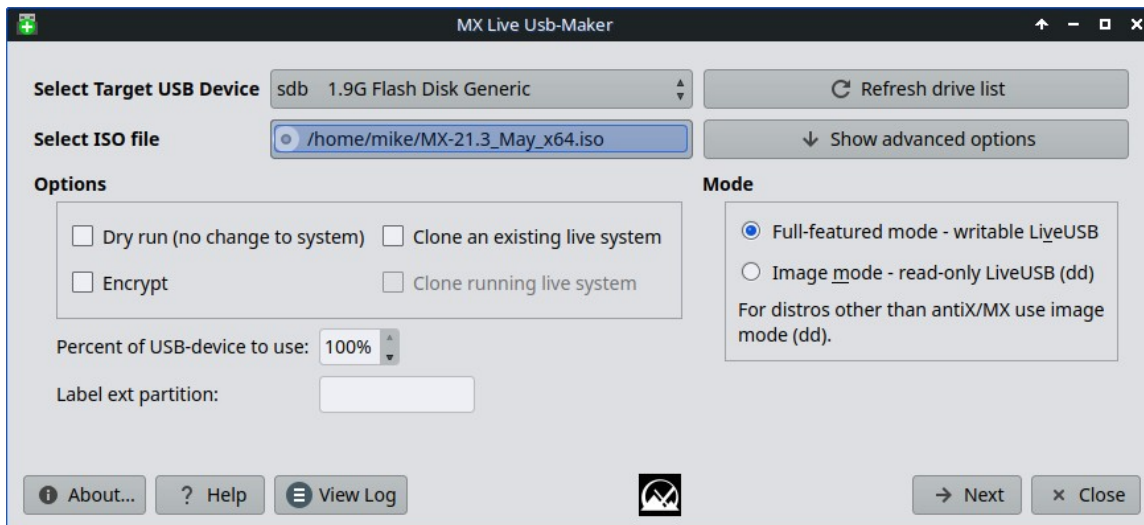 MX Live Usb-Maker
Select Target USB Device sdb 1.9G Flash Disk Generic Refresh drive list
Select ISO file /home/mike/MX-21.3_May_x64.iso Show advanced options
Options
Dry run (no change to system) Clone an existing live system
Encrypt Clone running live system
Percent of USB-device to use: 100%
Label ext partition:
Mode
Full-featured mode - writable LiveUSB
Image mode - read-only LiveUSB (dd)
For distros other than antiX/MX use image
mode (dd).
About... ? Help View Log Next Close